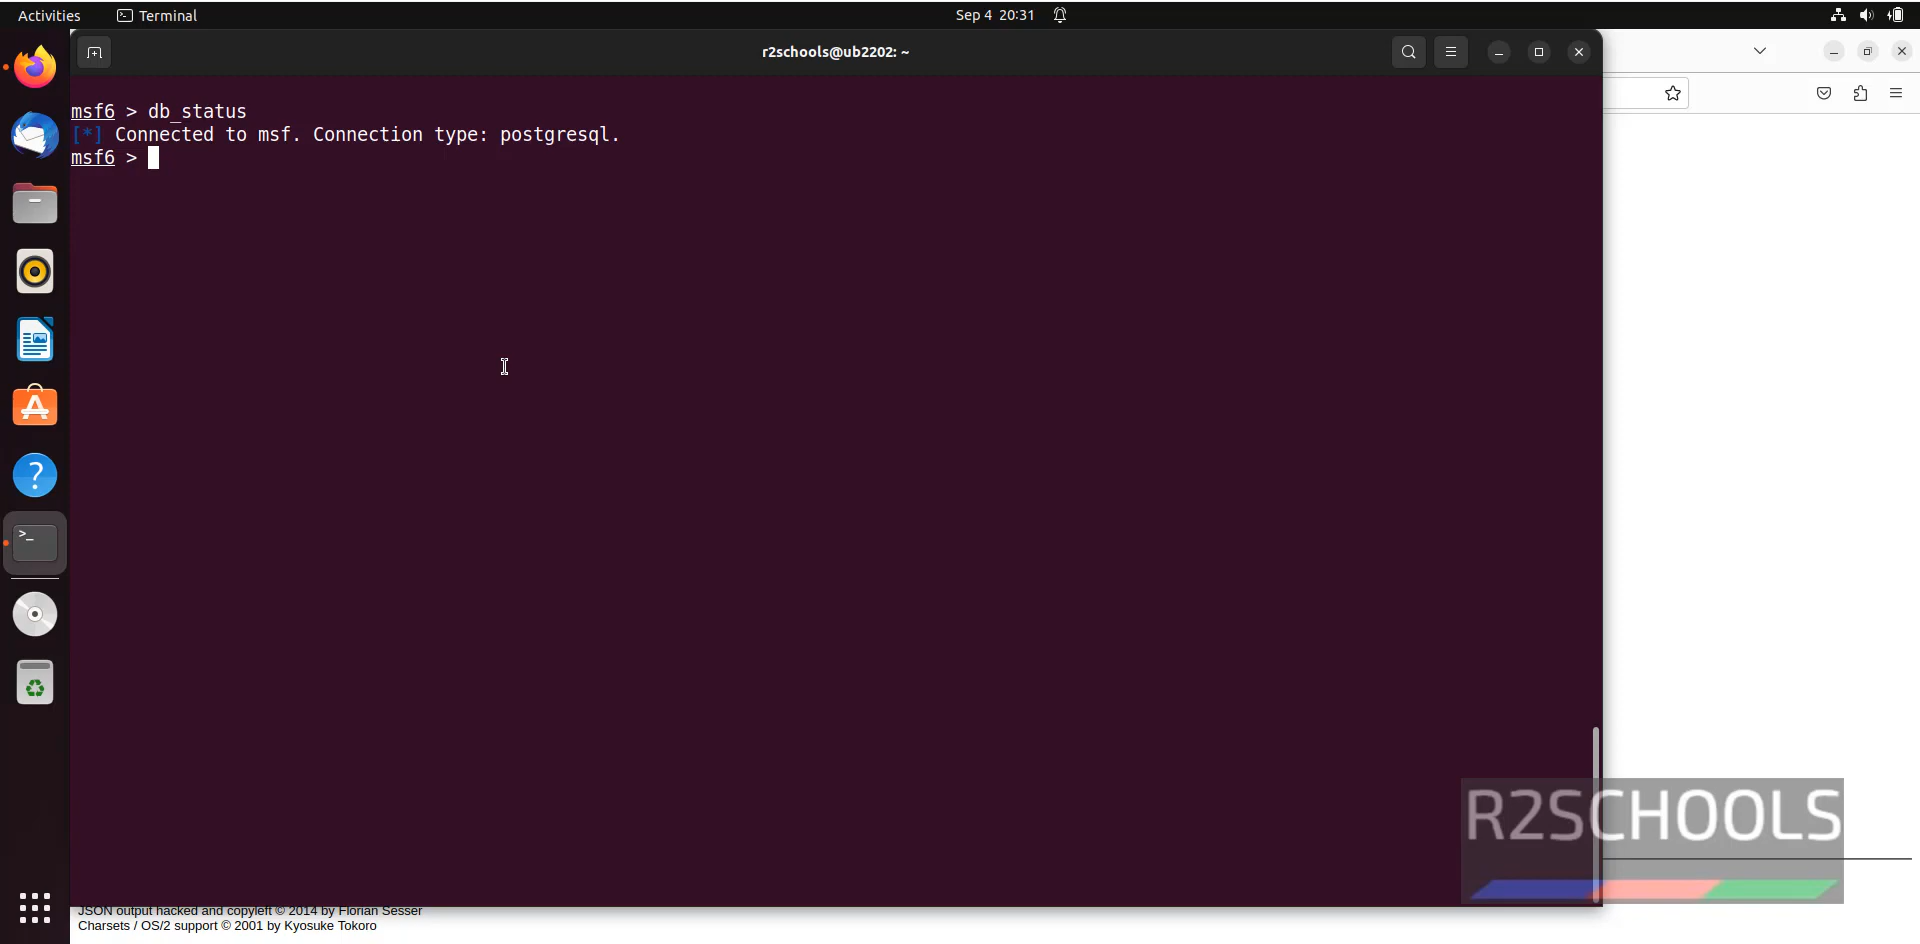 Activities
Terminal
Sep 4 20:31
r2schools@ub2202: ~
msf6 > db_status
[*] Connected to msf. Connection type: postgresql.
msf6 >
R2SCHOOLS
JSON output hacked and copyleft © 2014 by Florian Sesser
Charsets / OS/2 support © 2001 by Kyosuke Tokoro